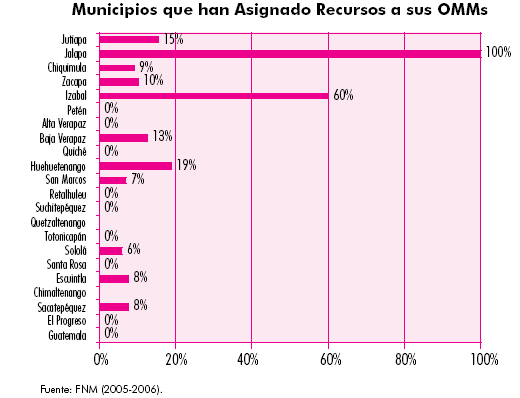 Municipios que han Asignado Recursos a sus OMMs
Jutiapa 15%
Jalapa 100%
Chiquimula 9%
Zacapa 10%
Izabal 60%
Petén 0%
Alta Verapaz 0%
Baja Verapaz 13%
Quiché 0%
Huehuetenango 19%
San Marcos 7%
Retalhuleu 0%
Suchitepéquez 0%
Quetzaltenango
Totonicapán 0%
Sololá 6%
Santa Rosa 0%
Escuintla 8%
Chimaltenango
Sacatepéquez 8%
El Progreso 0%
Guatemala 0%
0% 20% 40% 60% 80% 100%
Fuente: FNM (2005-2006).